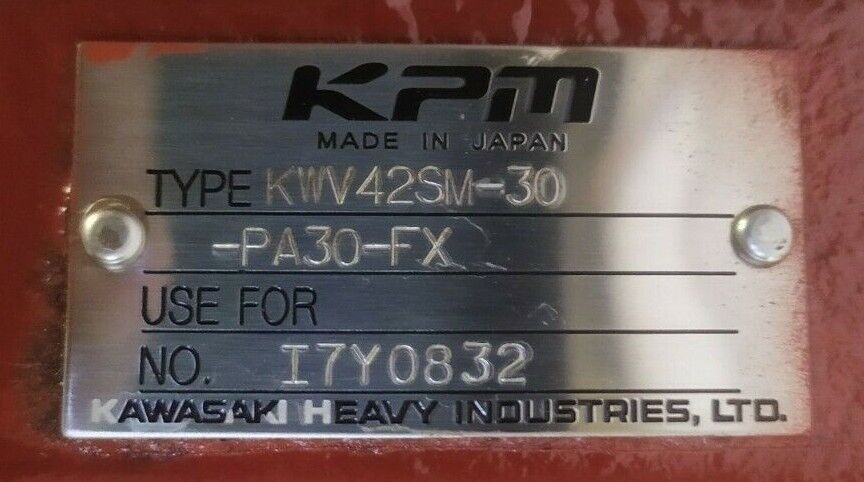 KPM
MADE IN JAPAN
TYPE KWV42SM-30
-PA30-FX
USE FOR
NO. I7Y0832
KAWASAKI HEAVY INDUSTRIES, LTD.